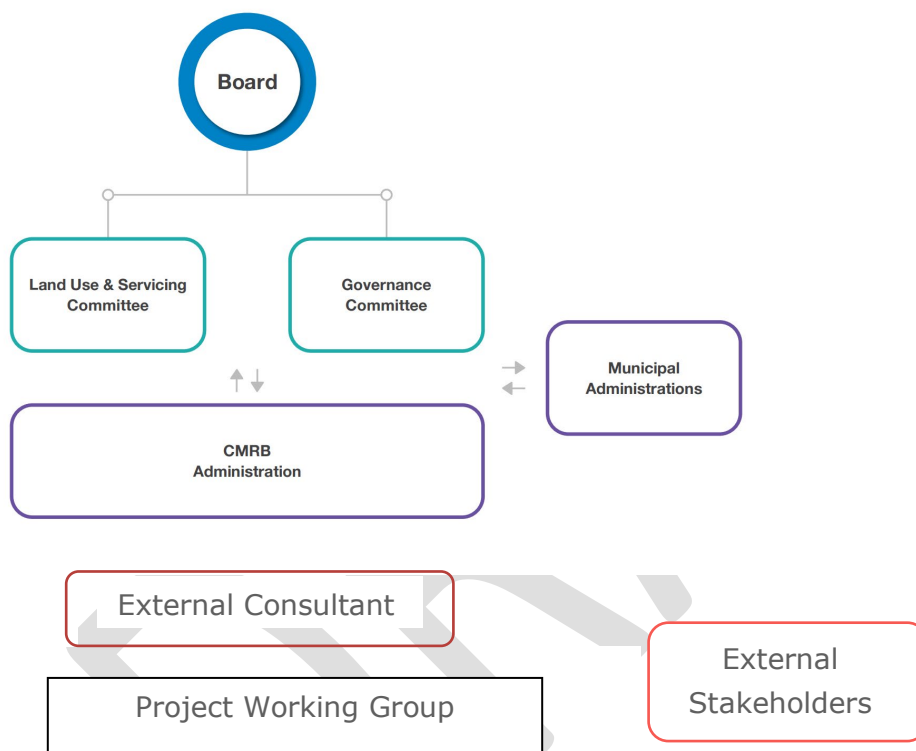 Board
Land Use & Servicing
Committee
Governance
Committee
Municipal
Administrations
CMRB
Administration
External Consultant
External
Stakeholders
Project Working Group